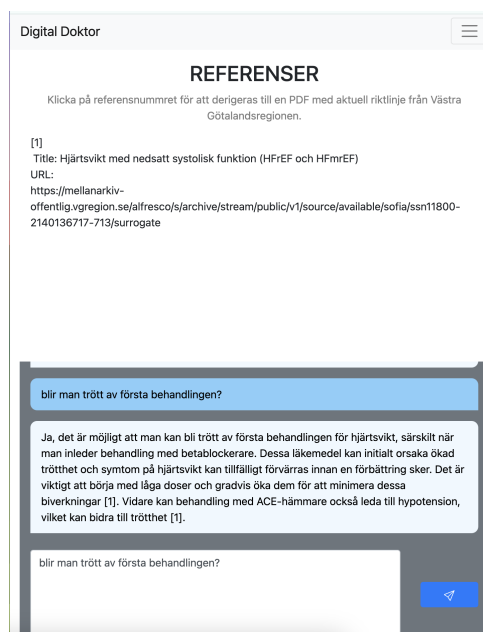 Digital Doktor
REFERENSER
Klicka på referensnummret för att derigeras till en PDF med aktuell riktlinje från Västra
Götalandsregionen.
[1]
Title: Hjärtsvikt med nedsatt systolisk funktion (HFrEF och HFmrEF)
URL:
https://mellanarkiv-
offentlig.vgregion.se/alfresco/s/archive/stream/public/v1/source/available/sofia/ssn11800-
2140136717-713/surrogate
blir man trött av första behandlingen?
Ja, det är möjligt att man kan bli trött av första behandlingen för hjärtsvikt, särskilt när
man inleder behandling med betablockerare. Dessa läkemedel kan initialt orsaka ökad
trötthet och symtom på hjärtsvikt kan tillfälligt förvärras innan en förbättring sker. Det är
viktigt att börja med låga doser och gradvis öka dem för att minimera dessa
biverkningar [1]. Vidare kan behandling med ACE-hämmare också leda till hypotension,
vilket kan bidra till trötthet [1].
blir man trött av första behandlingen?